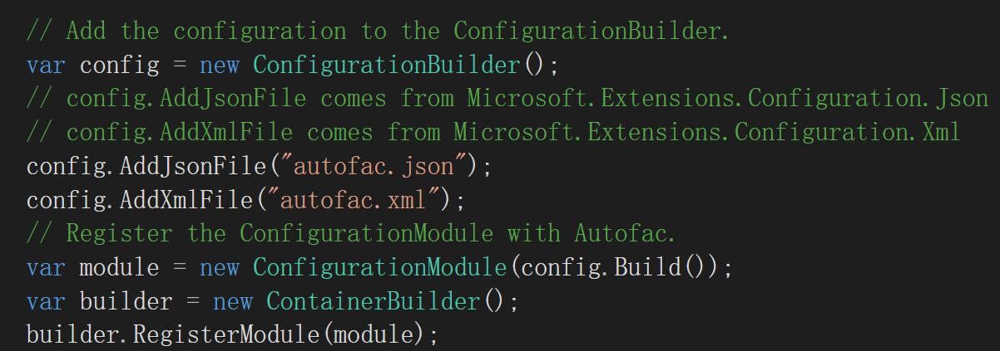 // Add the configuration to the ConfigurationBuilder.
var config = new ConfigurationBuilder();
// config.AddJsonFile comes from Microsoft.Extensions.Configuration.Json
// config.AddXmlFile comes from Microsoft.Extensions.Configuration.Xml
config.AddJsonFile("autofac.json");
config.AddXmlFile("autofac.xml");
// Register the ConfigurationModule with Autofac.
var module = new ConfigurationModule(config.Build());
var builder = new ContainerBuilder();
builder.RegisterModule(module);